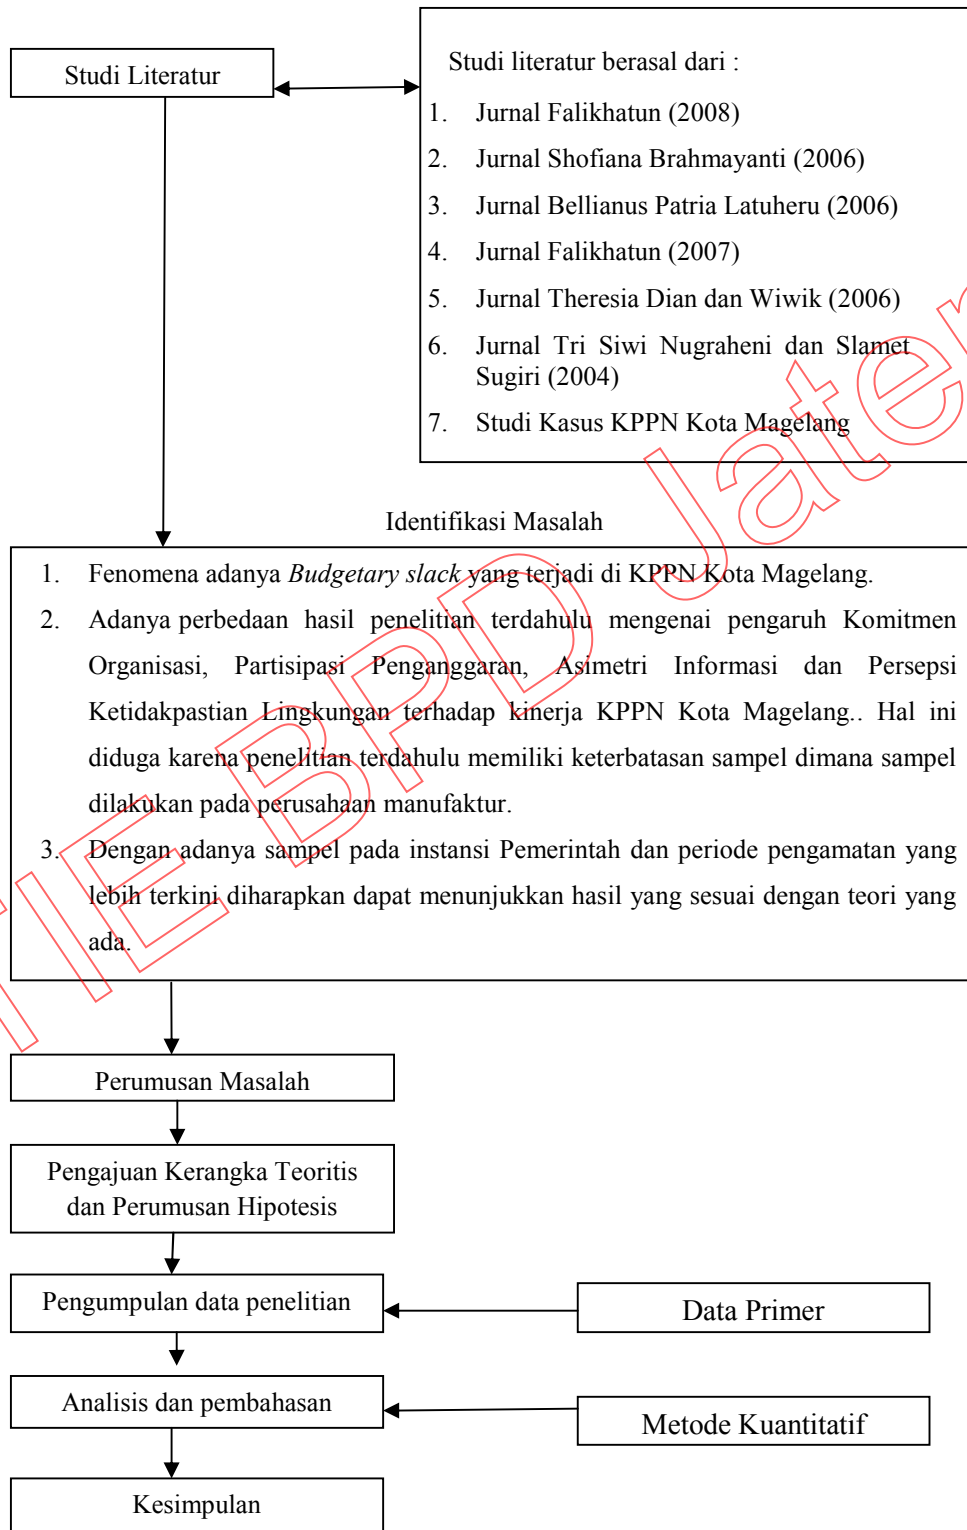 Studi Literatur
Studi literatur berasal dari :
1. Jurnal Falikhatun (2008)
2. Jurnal Shofiana Brahmayanti (2006)
3. Jurnal Bellianus Patria Latuheru (2006)
4. Jurnal Falikhatun (2007)
5. Jurnal Theresia Dian dan Wiwik (2006)
6. Jurnal Tri Siwi Nugraheni dan Slamet
Sugiri (2004)
7. Studi Kasus KPPN Kota Magelang
Identifikasi Masalah
1. Fenomena adanya Budgetary slack yang terjadi di KPPN Kota Magelang.
2. Adanya perbedaan hasil penelitian terdahulu mengenai pengaruh Komitmen
Organisasi, Partisipasi Penganggaran, Asimetri Informasi dan Persepsi
Ketidakpastian Lingkungan terhadap kinerja KPPN Kota Magelang.. Hal ini
diduga karena penelitian terdahulu memiliki keterbatasan sampel dimana sampel
dilakukan pada perusahaan manufaktur.
3. Dengan adanya sampel pada instansi Pemerintah dan periode pengamatan yang
lebih terkini diharapkan dapat menunjukkan hasil yang sesuai dengan teori yang
ada.
Perumusan Masalah
Pengajuan Kerangka Teoritis
dan Perumusan Hipotesis
Pengumpulan data penelitian
Data Primer
Analisis dan pembahasan
Metode Kuantitatif
Kesimpulan
TIE BPD Jaten